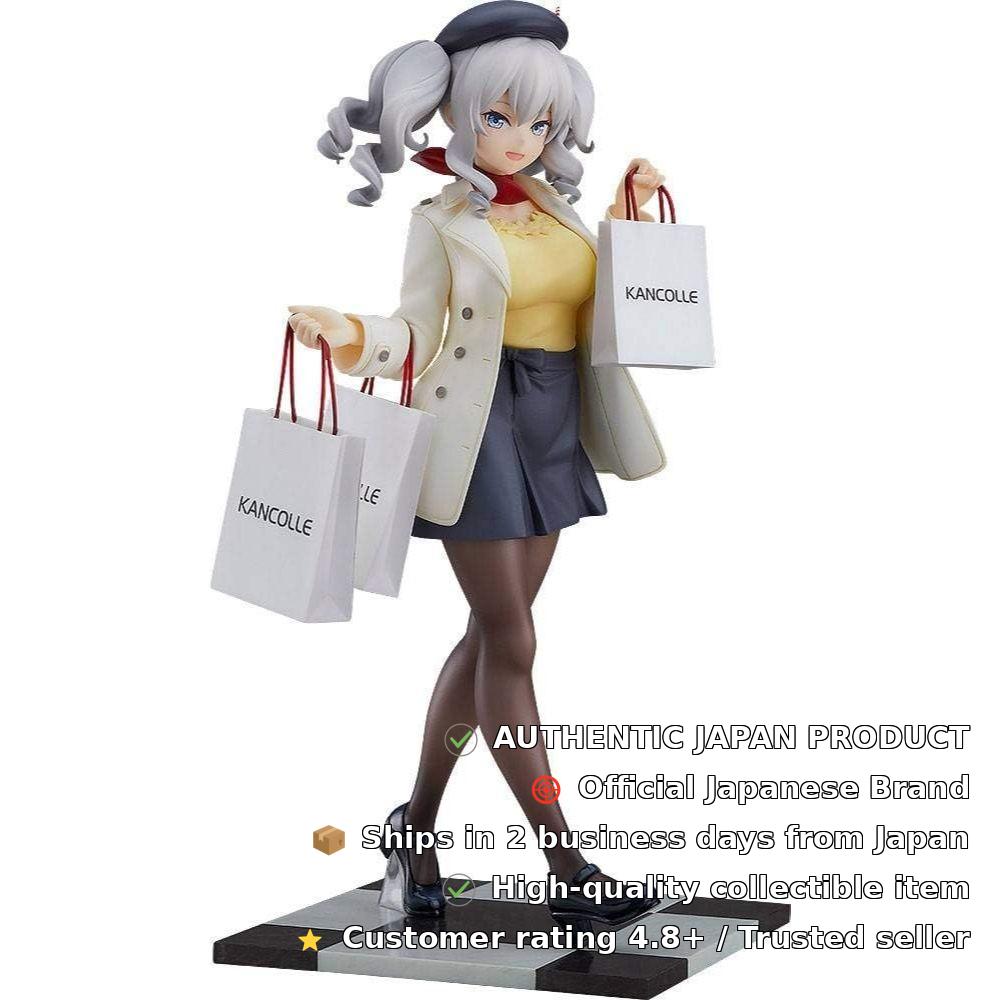 KANCOLLE
KANCOLLE
LLE
✅ AUTHENTIC JAPAN PRODUCT
🎯 Official Japanese Brand
📦 Ships in 2 business days from Japan
✅ High-quality collectible item
⭐ Customer rating 4.8+ / Trusted seller